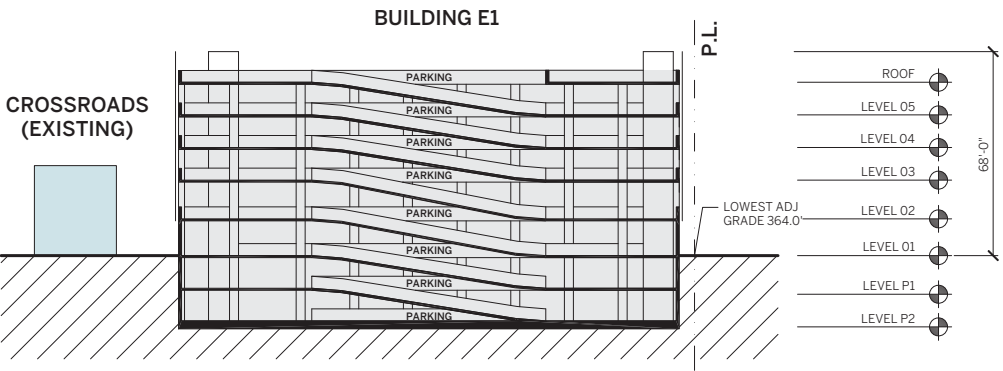 BUILDING E1
P.L.
CROSSROADS
(EXISTING)
PARKING
PARKING
PARKING
PARKING
PARKING
PARKING
PARKING
PARKING
LOWEST ADJ
GRADE 364.0'
ROOF
LEVEL 05
LEVEL 04
LEVEL 03
LEVEL 02
LEVEL 01
LEVEL P1
LEVEL P2
68'-0"